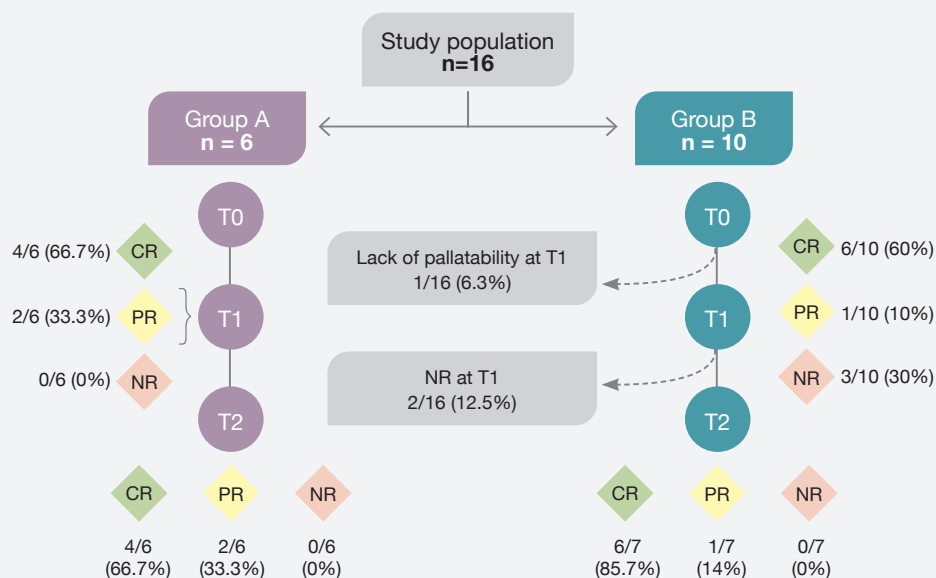 Study population
n=16
Group A
n = 6
Group B
n = 10
T0
T0
4/6 (66.7%)
CR
Lack of pallatability at T1
1/16 (6.3%)
CR
6/10 (60%)
2/6 (33.3%)
PR
T1
T1
PR
1/10 (10%)
0/6 (0%)
NR
NR at T1
2/16 (12.5%)
NR
3/10 (30%)
T2
T2
CR
PR
NR
CR
PR
NR
4/6
(66.7%)
2/6
(33.3%)
0/6
(0%)
6/7
(85.7%)
1/7
(14%)
0/7
(0%)